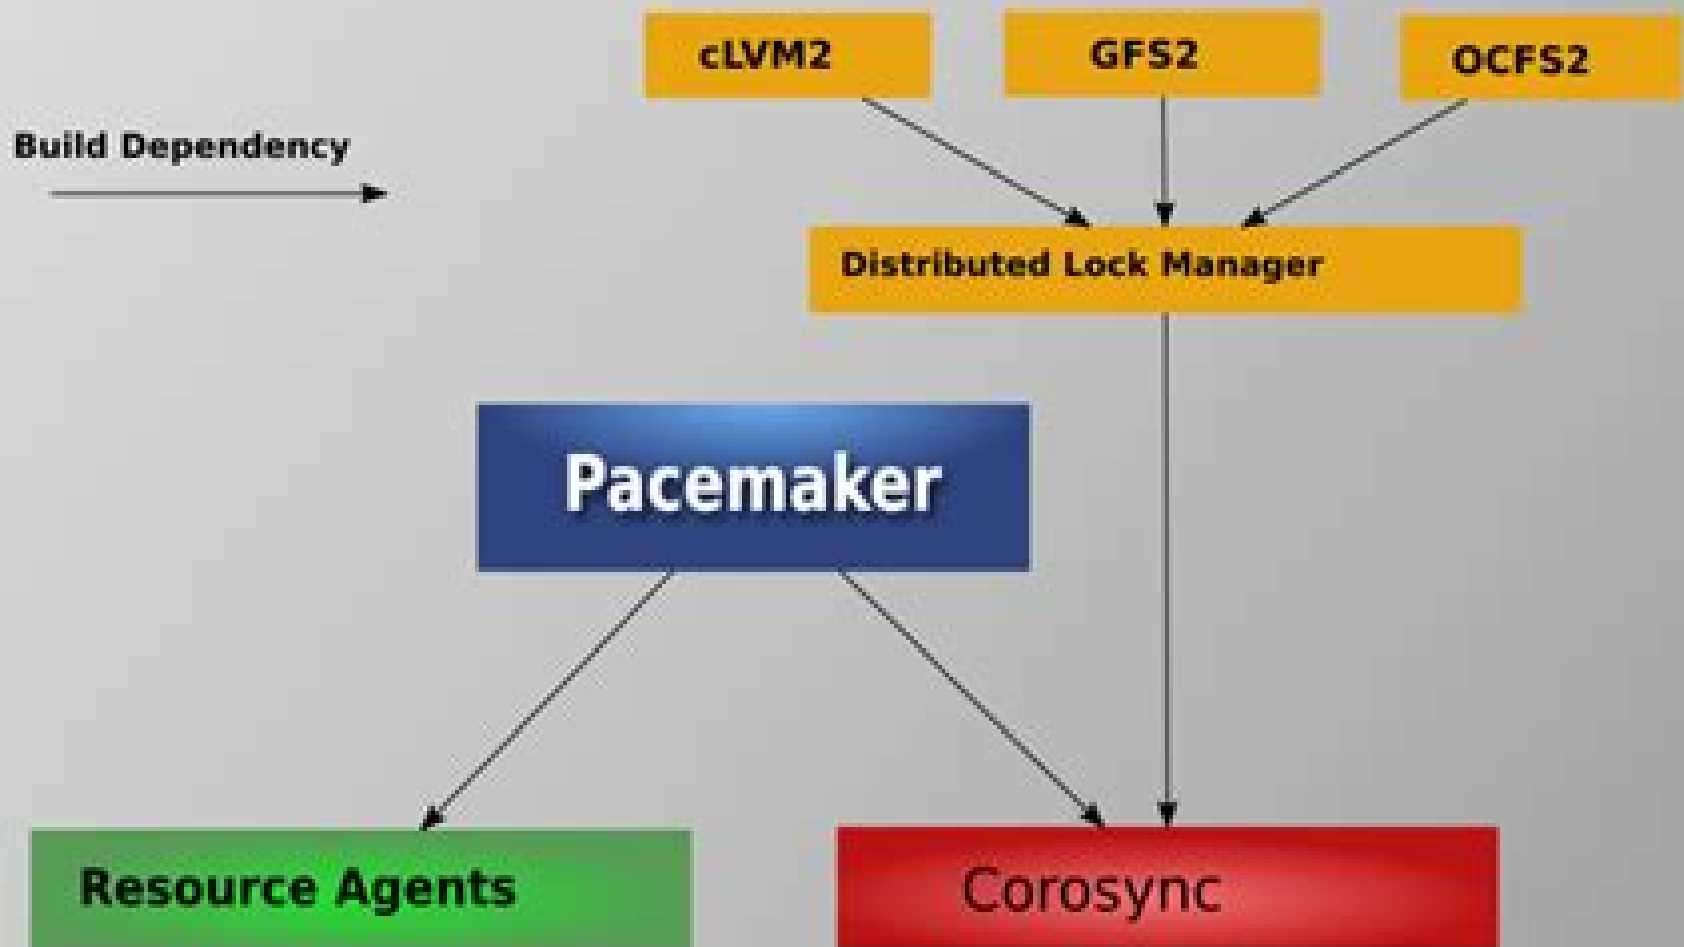 cLVM2
GFS2
OCFS2
Build Dependency
Distributed Lock Manager
Pacemaker
Resource Agents
Corosync